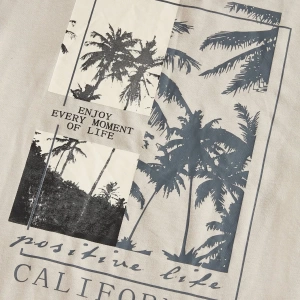 ENJOY
EVERY MOMENT
OF LIFE
positive life